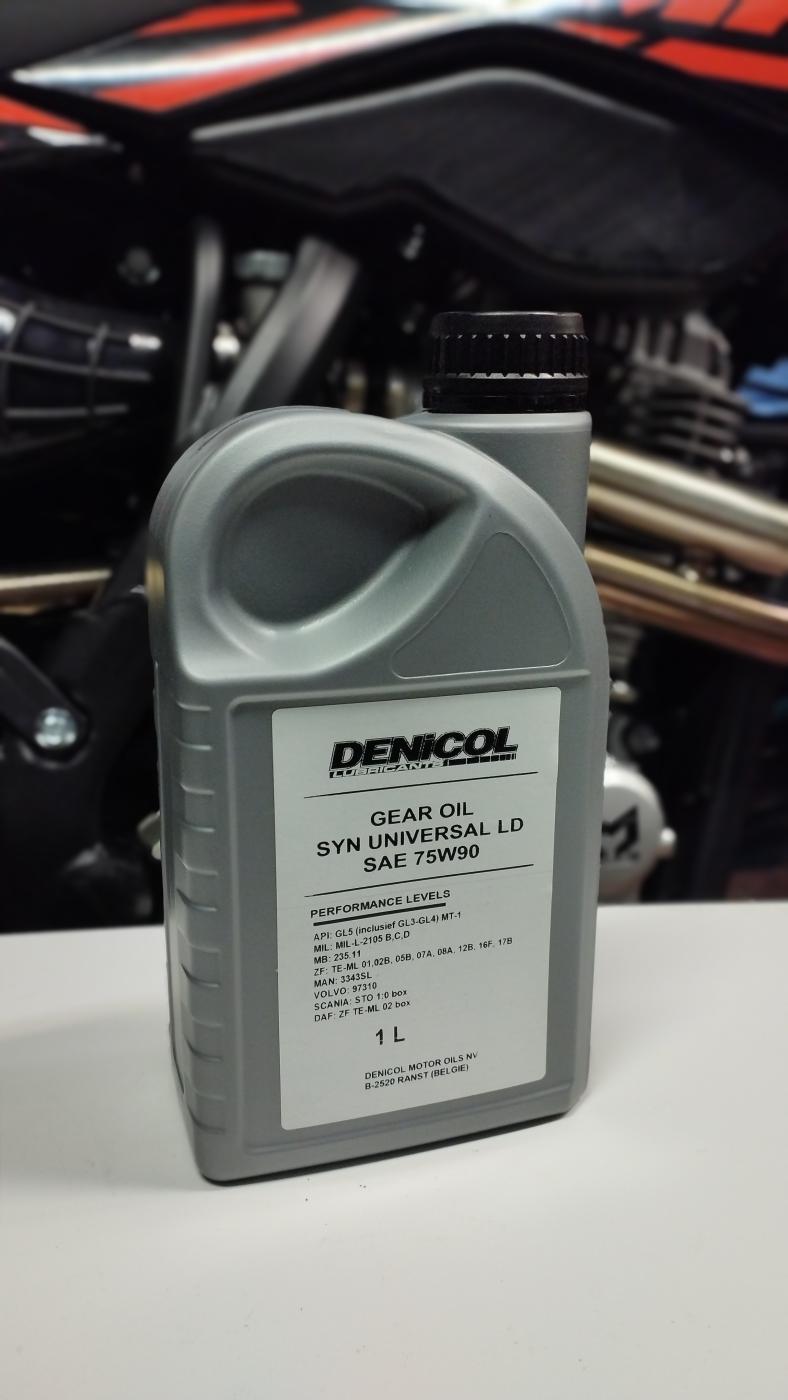 DENiCOL
LUBRICANTS
GEAR OIL
SYN UNIVERSAL LD
SAE 75W90
PERFORMANCE LEVELS
API: GL5 (inclusief GL3-GL4) MT-1
MIL: MIL-L-2105 B,C,D
MB: 235.11
ZF: TE-ML 01,02B, 05B, 07A, 08A, 12B, 16F, 17B
MAN: 3343SL
VOLVO: 97310
SCANIA: STO 1:0 box
DAF: ZF TE-ML 02 box
1 L
DENICOL MOTOR OILS NV
B-2520 RANST (BELGIE)